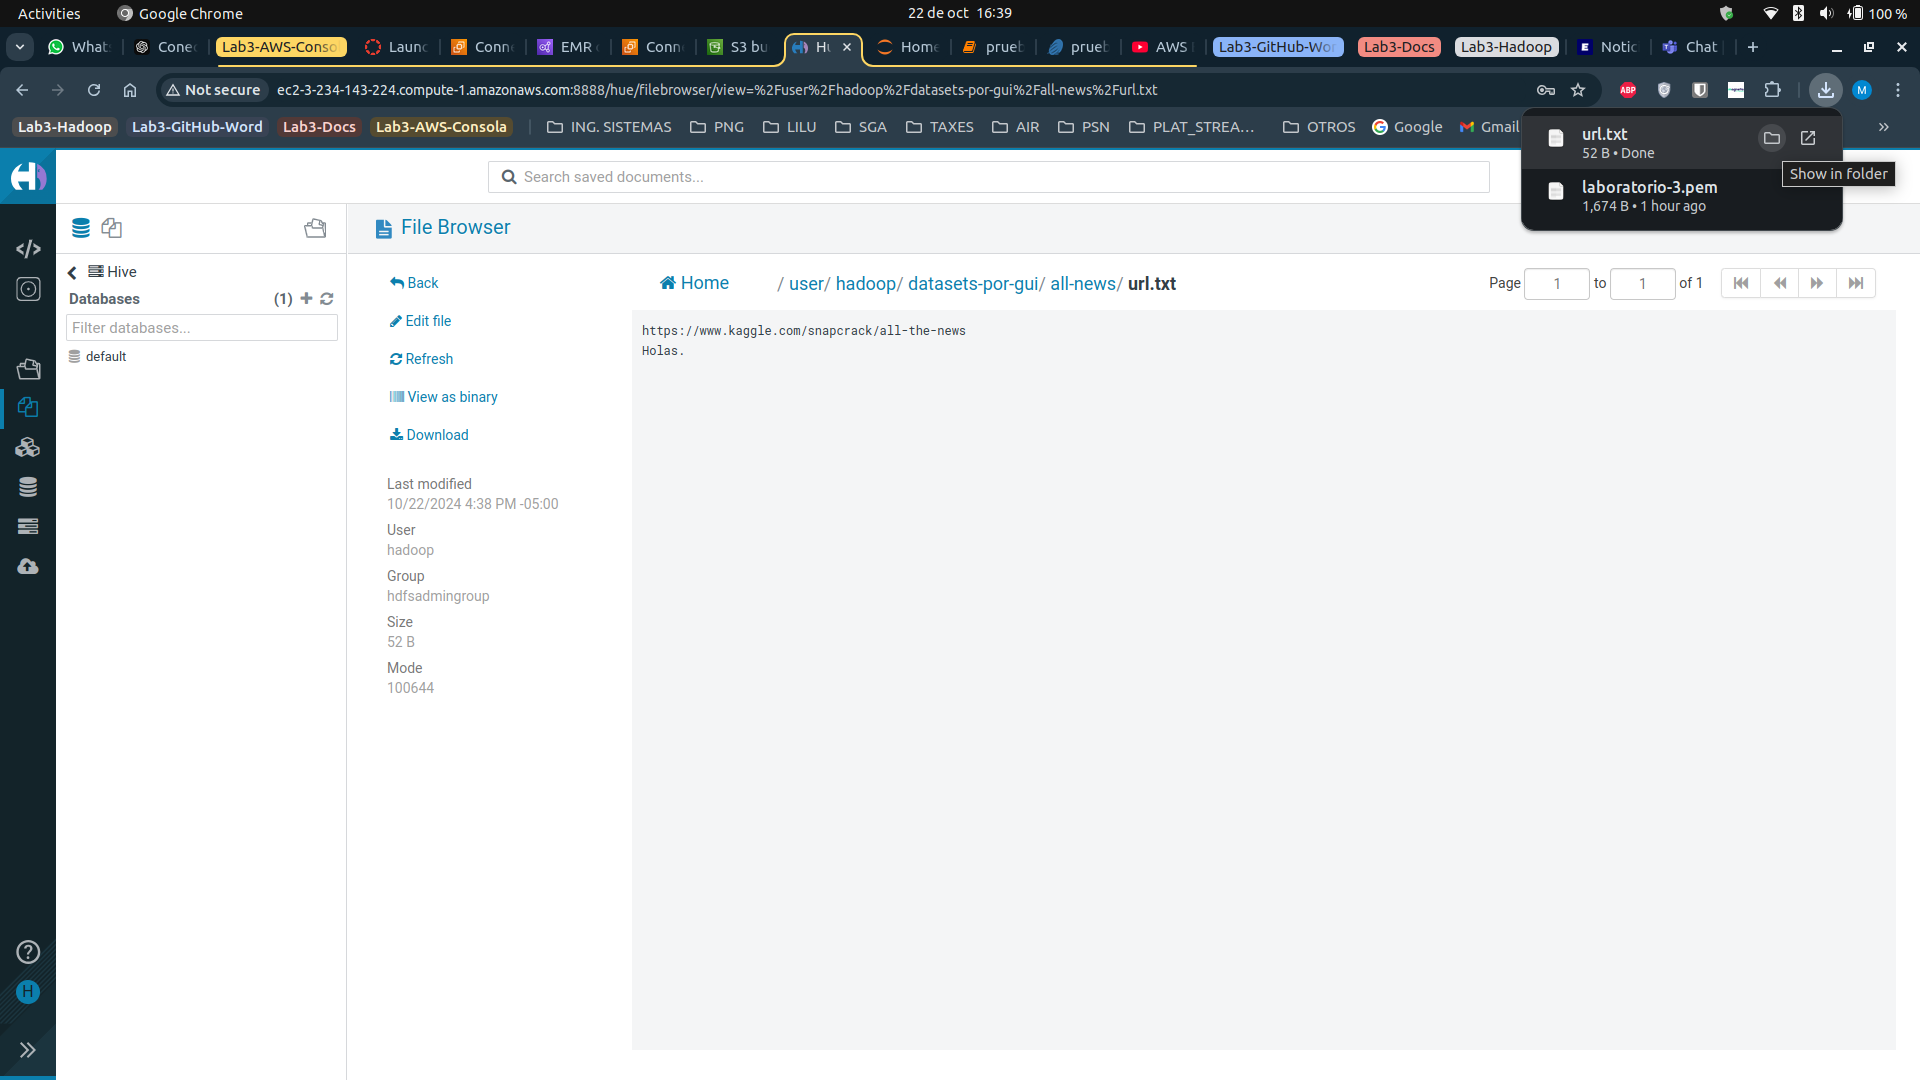 Activities
Google Chrome
22 de oct 16:39
100 %
What
Conec
Lab3-AWS-Conso
Launc
Conne
EMR
Conn
S3 bu
Hu
Home
prueb
prueb
AWS
Lab3-GitHub-Wor
Lab3-Docs
Lab3-Hadoop
Notic
Chat
Not secure
ec2-3-234-143-224.compute-1.amazonaws.com:8888/hue/filebrowser/view=%2Fuser%2Fhadoop%2Fdatasets-por-gui%2Fall-news%2Furl.txt
ABP
M
Lab3-Hadoop
Lab3-GitHub-Word
Lab3-Docs
Lab3-AWS-Consola
ING. SISTEMAS
PNG
LILU
SGA
TAXES
AIR
PSN
PLAT_STREA...
OTROS
Google
Gmail
url.txt
52 B • Done
Show in folder
laboratorio-3.pem
1,674 B • 1 hour ago
Search saved documents...
File Browser
Hive
Databases
(1)
Filter databases...
default
Back
Edit file
Refresh
View as binary
Download
Last modified
10/22/2024 4:38 PM -05:00
User
hadoop
Group
hdfsadmingroup
Size
52 B
Mode
100644
Home
/ user/ hadoop/ datasets-por-gui/ all-news/ url.txt
Page 1 to 1 of 1
https://www.kaggle.com/snapcrack/all-the-news
Holas.
H